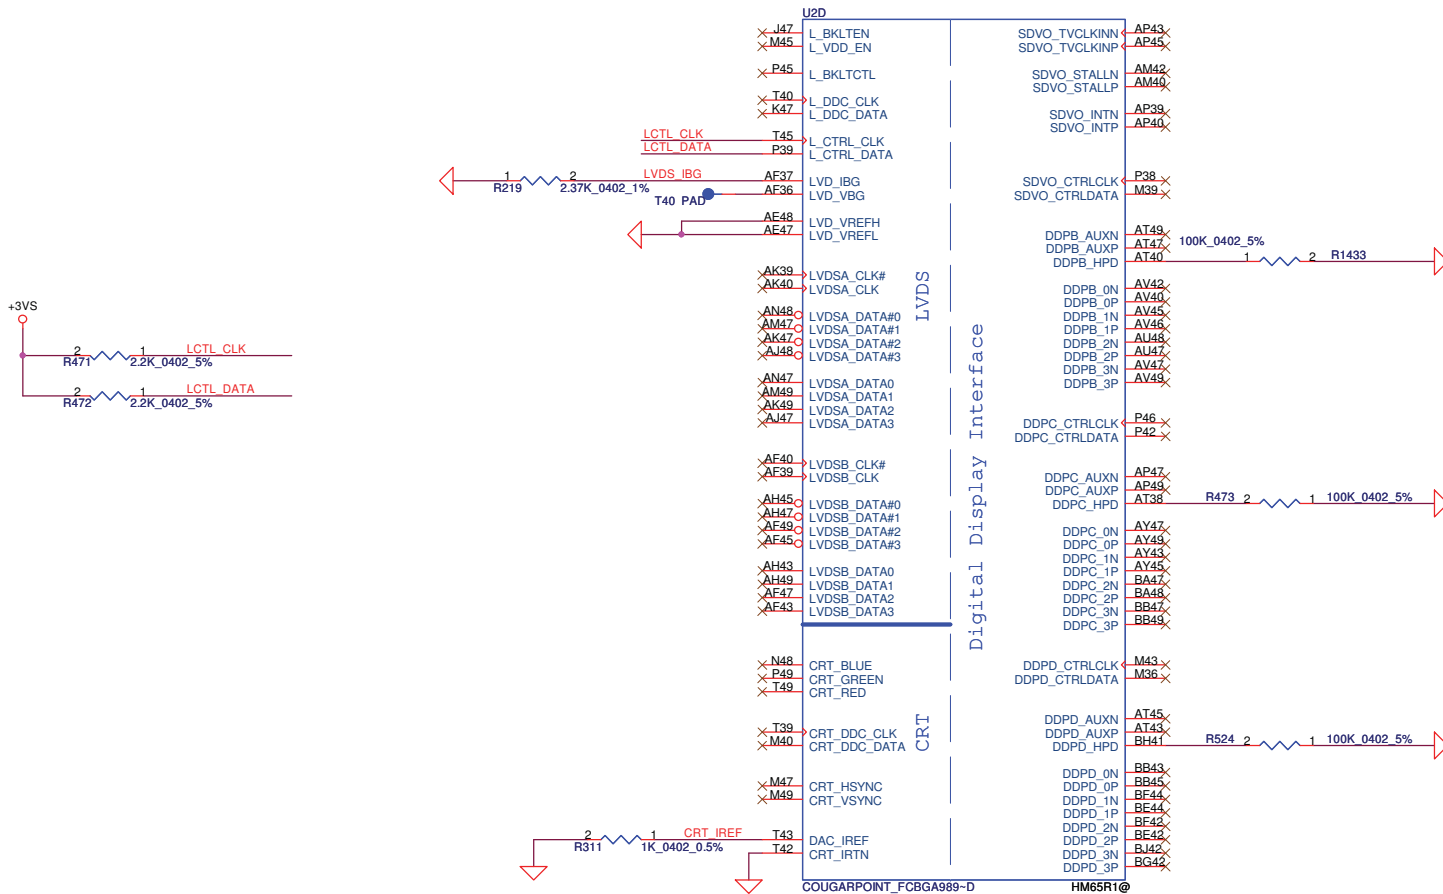 U2D
J47 L_BKLTEN
M45 L_VDD_EN
P45 L_BKLTCTL
T40 L_DDC_CLK
K47 L_DDC_DATA
LCTL_CLK T45 L_CTRL_CLK
LCTL_DATA P39 L_CTRL_DATA
1 2 LVDS_IBG AF37 LVD_IBG
R219 2.37K_0402_1%
T40 PAD AF36 LVD_VBG
AE48 LVD_VREFH
AE47 LVD_VREFL
AK39 LVDSA_CLK#
AK40 LVDSA_CLK
AN48 LVDSA_DATA#0
AM47 LVDSA_DATA#1
AK47 LVDSA_DATA#2
AJ48 LVDSA_DATA#3
AN47 LVDSA_DATA0
AM49 LVDSA_DATA1
AK49 LVDSA_DATA2
AJ47 LVDSA_DATA3
AF40 LVDSB_CLK#
AF39 LVDSB_CLK
AH45 LVDSB_DATA#0
AH47 LVDSB_DATA#1
AF49 LVDSB_DATA#2
AF45 LVDSB_DATA#3
AH43 LVDSB_DATA0
AH49 LVDSB_DATA1
AF47 LVDSB_DATA2
AF43 LVDSB_DATA3
N48 CRT_BLUE
P49 CRT_GREEN
T49 CRT_RED
T39 CRT_DDC_CLK
M40 CRT_DDC_DATA
M47 CRT_HSYNC
M49 CRT_VSYNC
2 1 CRT_IREF T43 DAC_IREF
R311 1K_0402_0.5%
T42 CRT_IRTN
+3VS
2 1 LCTL_CLK
R471 2.2K_0402_5%
2 1 LCTL_DATA
R472 2.2K_0402_5%
LVDS
CRT
Digital Display Interface
SDVO_TVCLKINN AP43
SDVO_TVCLKINP AP45
SDVO_STALLN AM42
SDVO_STALLP AM40
SDVO_INTN AP39
SDVO_INTP AP40
SDVO_CTRLCLK P38
SDVO_CTRLDATA M39
DDPB_AUXN AT49
DDPB_AUXP AT47
100K_0402_5%
DDPB_HPD AT40 1 2 R1433
DDPB_0N AV42
DDPB_0P AV40
DDPB_1N AV45
DDPB_1P AV46
DDPB_2N AU48
DDPB_2P AU47
DDPB_3N AV47
DDPB_3P AV49
DDPC_CTRLCLK P46
DDPC_CTRLDATA P42
DDPC_AUXN AP47
DDPC_AUXP AP49
DDPC_HPD AT38 R473 2 1 100K_0402_5%
DDPC_0N AY47
DDPC_0P AY49
DDPC_1N AY43
DDPC_1P AY45
DDPC_2N BA47
DDPC_2P BA48
DDPC_3N BB47
DDPC_3P BB49
DDPD_CTRLCLK M43
DDPD_CTRLDATA M36
DDPD_AUXN AT45
DDPD_AUXP AT43
DDPD_HPD BH41 R524 2 1 100K_0402_5%
DDPD_0N BB43
DDPD_0P BB45
DDPD_1N BF44
DDPD_1P BE44
DDPD_2N BF42
DDPD_2P BE42
DDPD_3N BJ42
DDPD_3P BG42
COUGARPOINT_FCBGA989~D HM65R1@